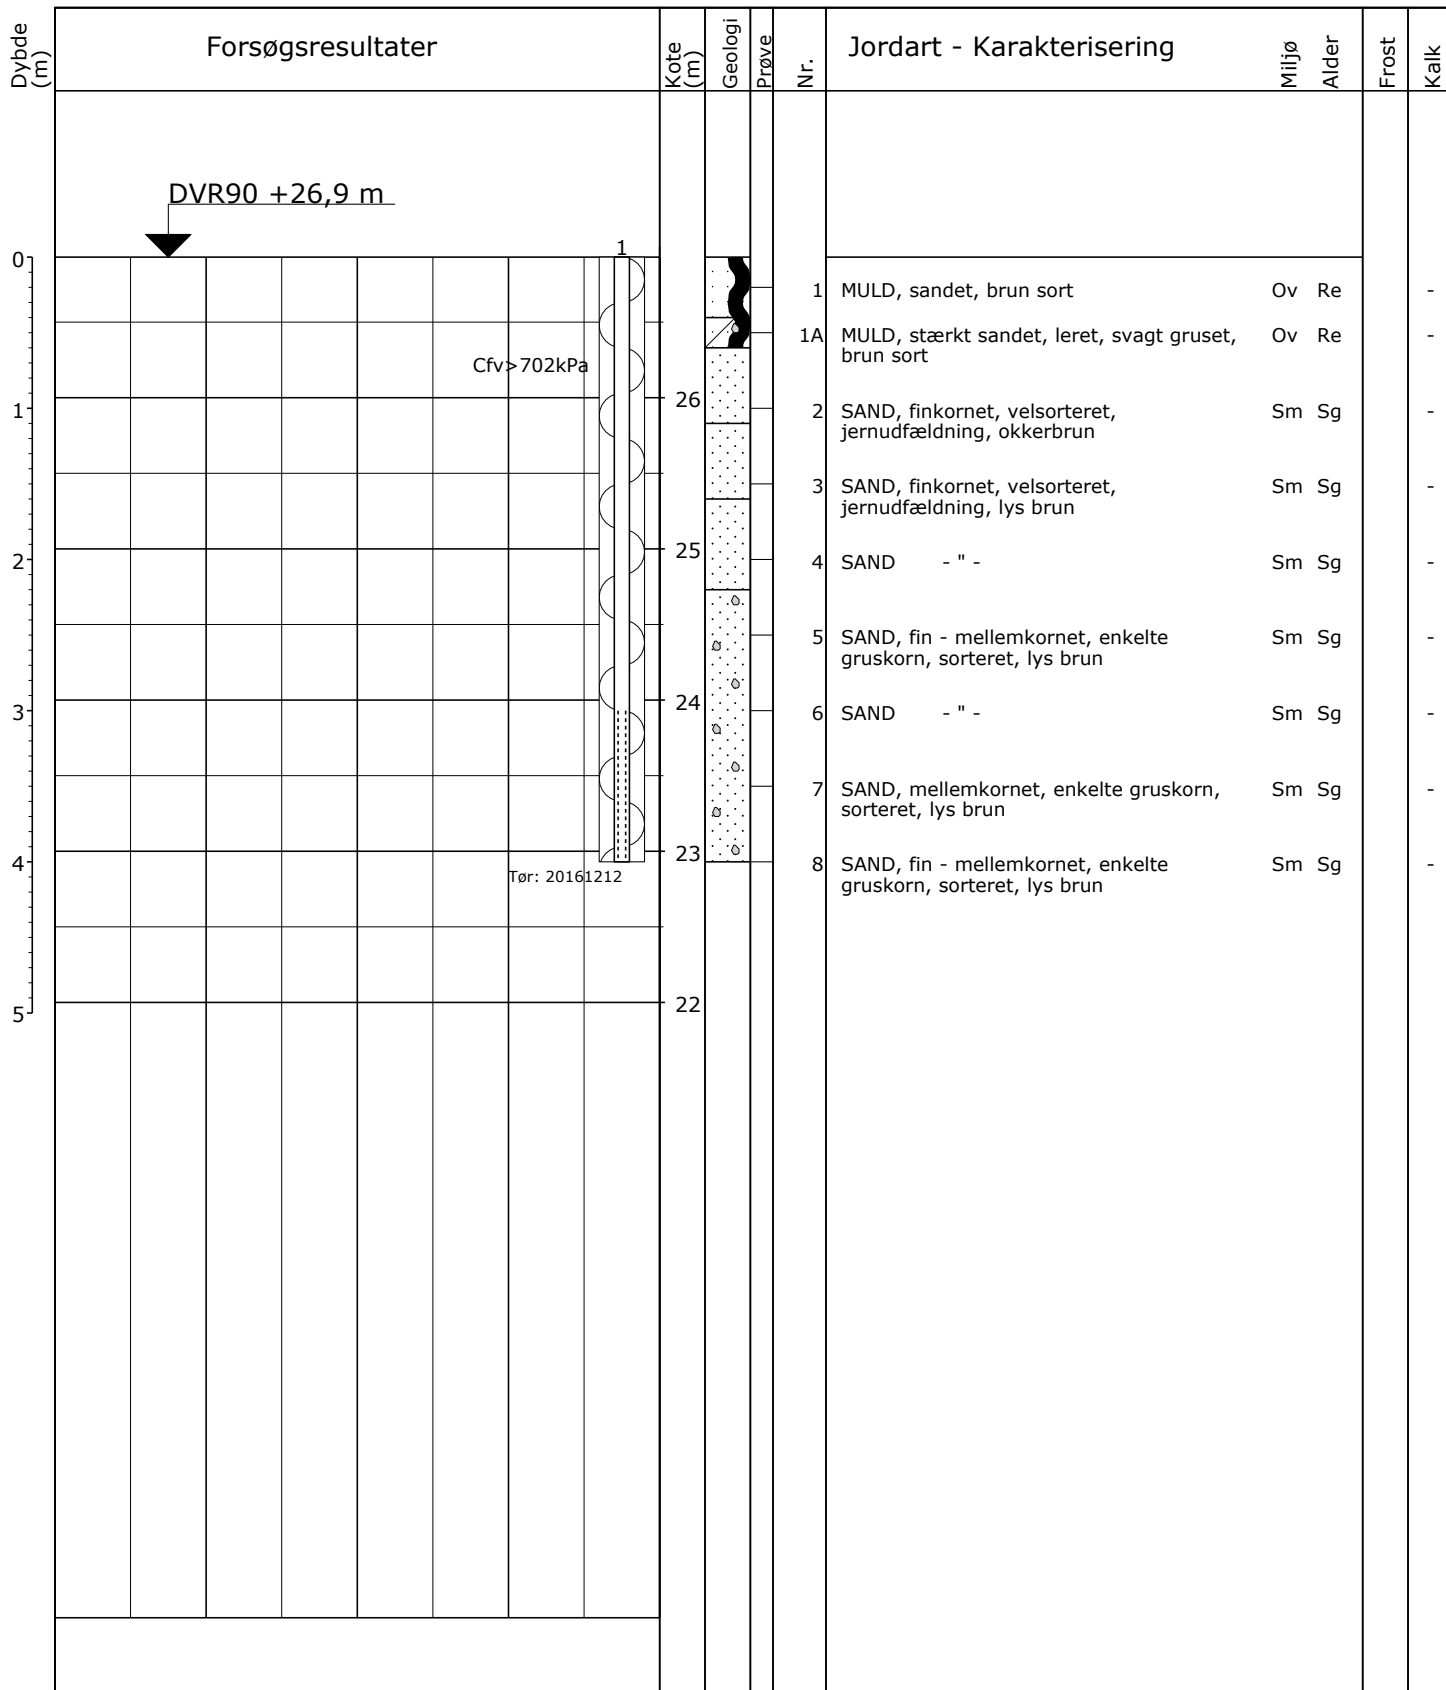 Dybde
(m)
Forsøgsresultater
Kote
(m)
Geologi
Prøve
Nr.
Jordart - Karakterisering
Miljø
Alder
Frost
Kalk
DVR90 +26,9 m
1
0
1 MULD, sandet, brun sort Ov Re -
1A MULD, stærkt sandet, leret, svagt gruset, Ov Re -
brun sort
Cfv>702kPa
26
1
2 SAND, finkornet, velsorteret, Sm Sg -
jernudfældning, okkerbrun
3 SAND, finkornet, velsorteret, Sm Sg -
jernudfældning, lys brun
25
2
4 SAND - " - Sm Sg -
5 SAND, fin - mellemkornet, enkelte Sm Sg -
gruskorn, sorteret, lys brun
24
3
6 SAND - " - Sm Sg -
7 SAND, mellemkornet, enkelte gruskorn, Sm Sg -
sorteret, lys brun
23
4
8 SAND, fin - mellemkornet, enkelte Sm Sg -
gruskorn, sorteret, lys brun
Tør: 20161212
22
5